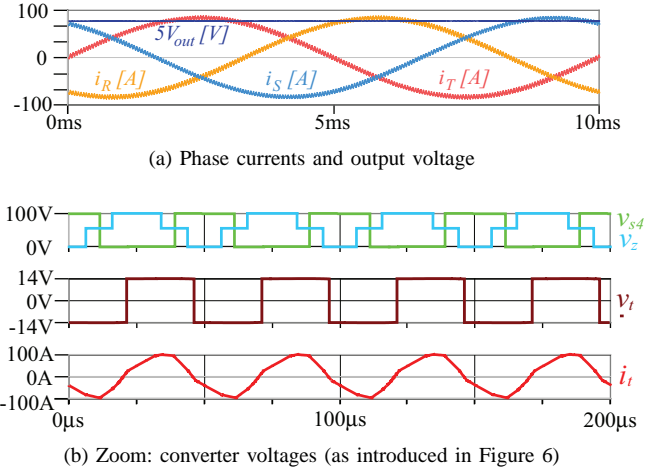 100
5V_out [V]
0
i_R [A]
i_S [A]
i_T [A]
-100
0ms
5ms
10ms
(a) Phase currents and output voltage
100V
v_s4
0V
v_z
14V
0V
v_t
-14V
100A
0A
i_t
-100A
0µs
100µs
200µs
(b) Zoom: converter voltages (as introduced in Figure 6)